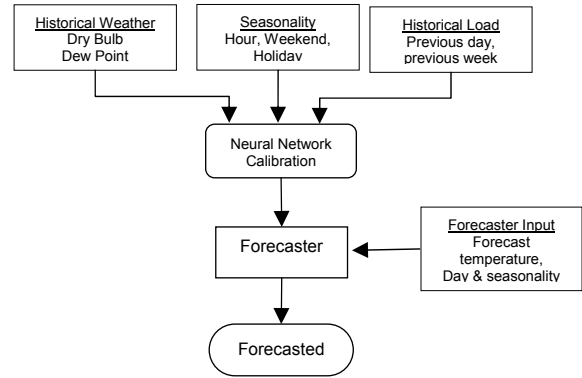 Historical Weather
Dry Bulb
Dew Point
Seasonality
Hour, Weekend,
Holiday
Historical Load
Previous day,
previous week
Neural Network
Calibration
Forecaster
Forecaster Input
Forecast
temperature,
Day & seasonality
Forecasted